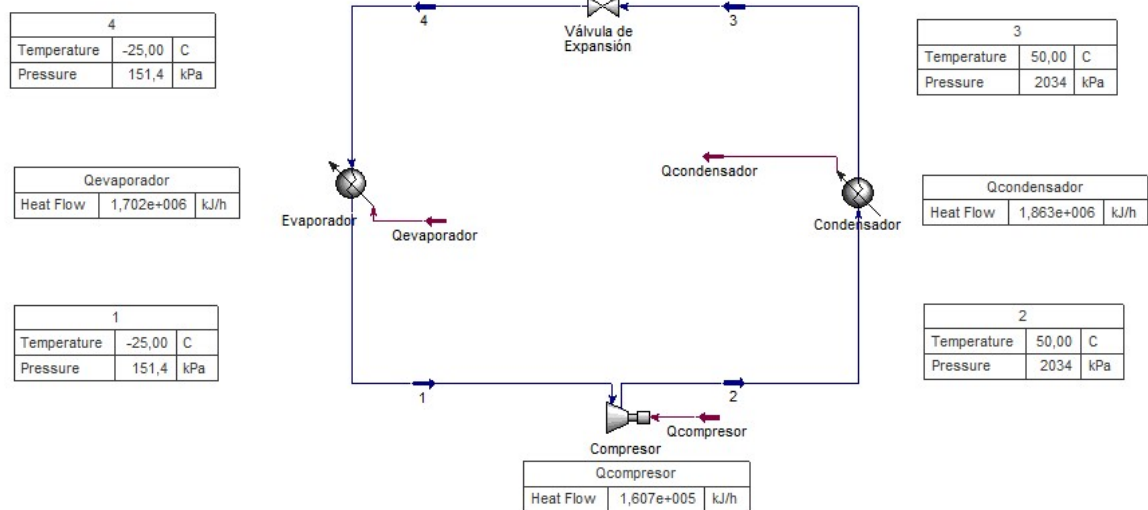 4
Temperature -25,00 C
Pressure 151,4 kPa
4
Válvula de
Expansión
3
3
Temperature 50,00 C
Pressure 2034 kPa
Qevaporador
Heat Flow 1,702e+006 kJ/h
Evaporador
Qevaporador
Qcondensador
Condensador
Qcondensador
Heat Flow 1,863e+006 kJ/h
1
Temperature -25,00 C
Pressure 151,4 kPa
1
2
Qcompresor
Compresor
2
Temperature 50,00 C
Pressure 2034 kPa
Qcompresor
Heat Flow 1,607e+005 kJ/h